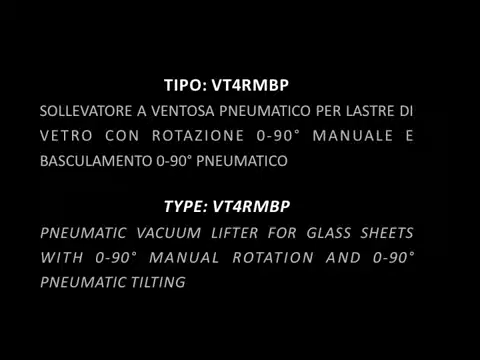 TIPO: VT4RMBP
SOLLEVATORE A VENTOSA PNEUMATICO PER LASTRE DI
VETRO CON ROTAZIONE 0-90° MANUALE E
BASCULAMENTO 0-90° PNEUMATICO
TYPE: VT4RMBP
PNEUMATIC VACUUM LIFTER FOR GLASS SHEETS
WITH 0-90° MANUAL ROTATION AND 0-90°
PNEUMATIC TILTING